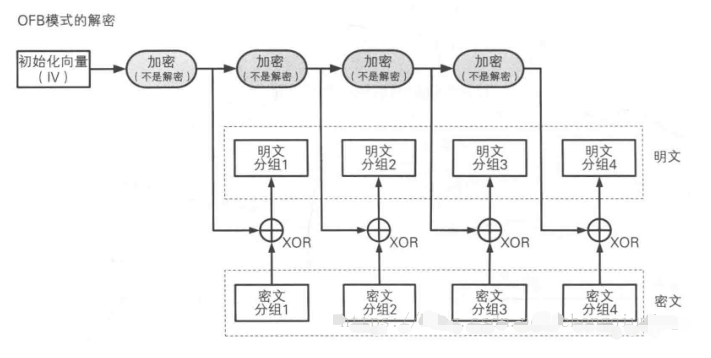 OFB模式的解密
初始化向量
（IV）
加密
（不是解密）
加密
（不是解密）
加密
（不是解密）
加密
（不是解密）
明文
分组1
明文
分组2
明文
分组3
明文
分组4
明文
XOR
XOR
XOR
XOR
密文
分组1
密文
分组2
密文
分组3
密文
分组4
密文